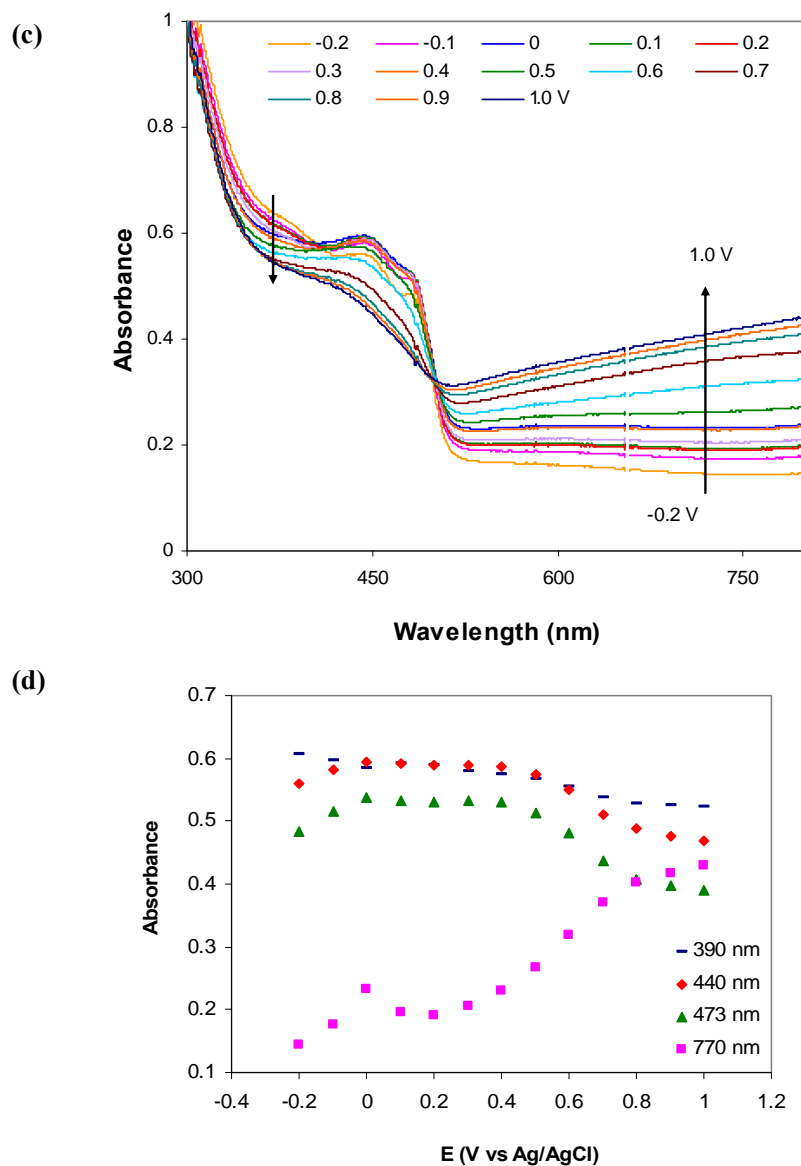 (c)
-0.2 -0.1 0 0.1 0.2
0.3 0.4 0.5 0.6 0.7
0.8 0.9 1.0 V
1
0.8
0.6
0.4
0.2
0
Absorbance
1.0 V
-0.2 V
300 450 600 750
Wavelength (nm)
(d)
0.7
0.6
0.5
0.4
0.3
0.2
0.1
Absorbance
390 nm
440 nm
473 nm
770 nm
-0.4 -0.2 0 0.2 0.4 0.6 0.8 1 1.2
E (V vs Ag/AgCl)